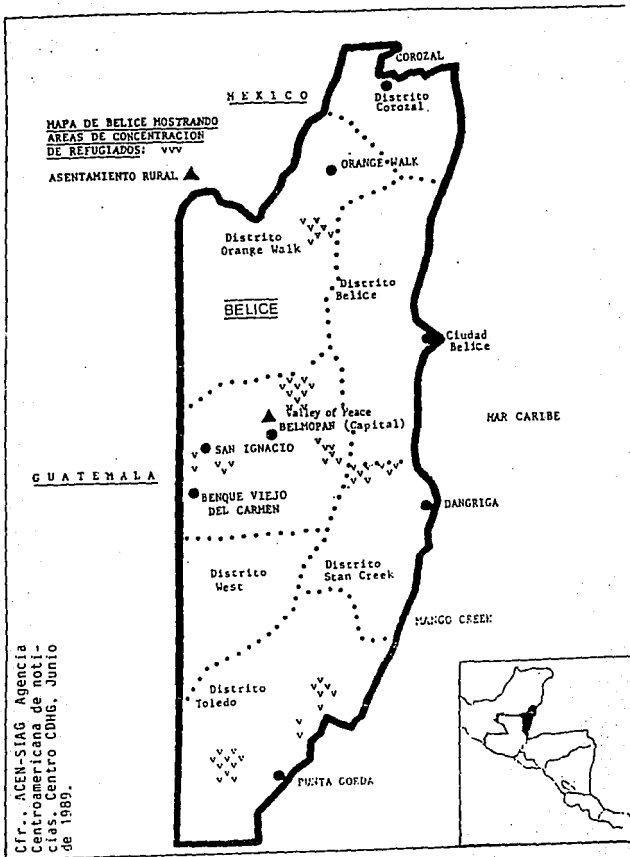 COROZAL
MEXICO
Distrito
Corozal
MAPA DE BELICE MOSTRANDO
AREAS DE CONCENTRACION
DE REFUGIADOS: vvv
ASENTAMIENTO RURAL
ORANGE WALK
Distrito
Orange Walk
Distrito
Belice
BELICE
Ciudad
Belice
Valley of Peace
BELMOPAN (Capital)
MAR CARIBE
SAN IGNACIO
GUATEMALA
BENQUE VIEJO
DEL CARMEN
DANGRIGA
Distrito
West
Distrito
Stan Creek
MANGO CREEK
Distrito
Toledo
PUNTA GORDA
Cfr., ACEN-SIAG Agencia
Centroamericana de noti-
cias. Centro CDHG, Junio
de 1989.